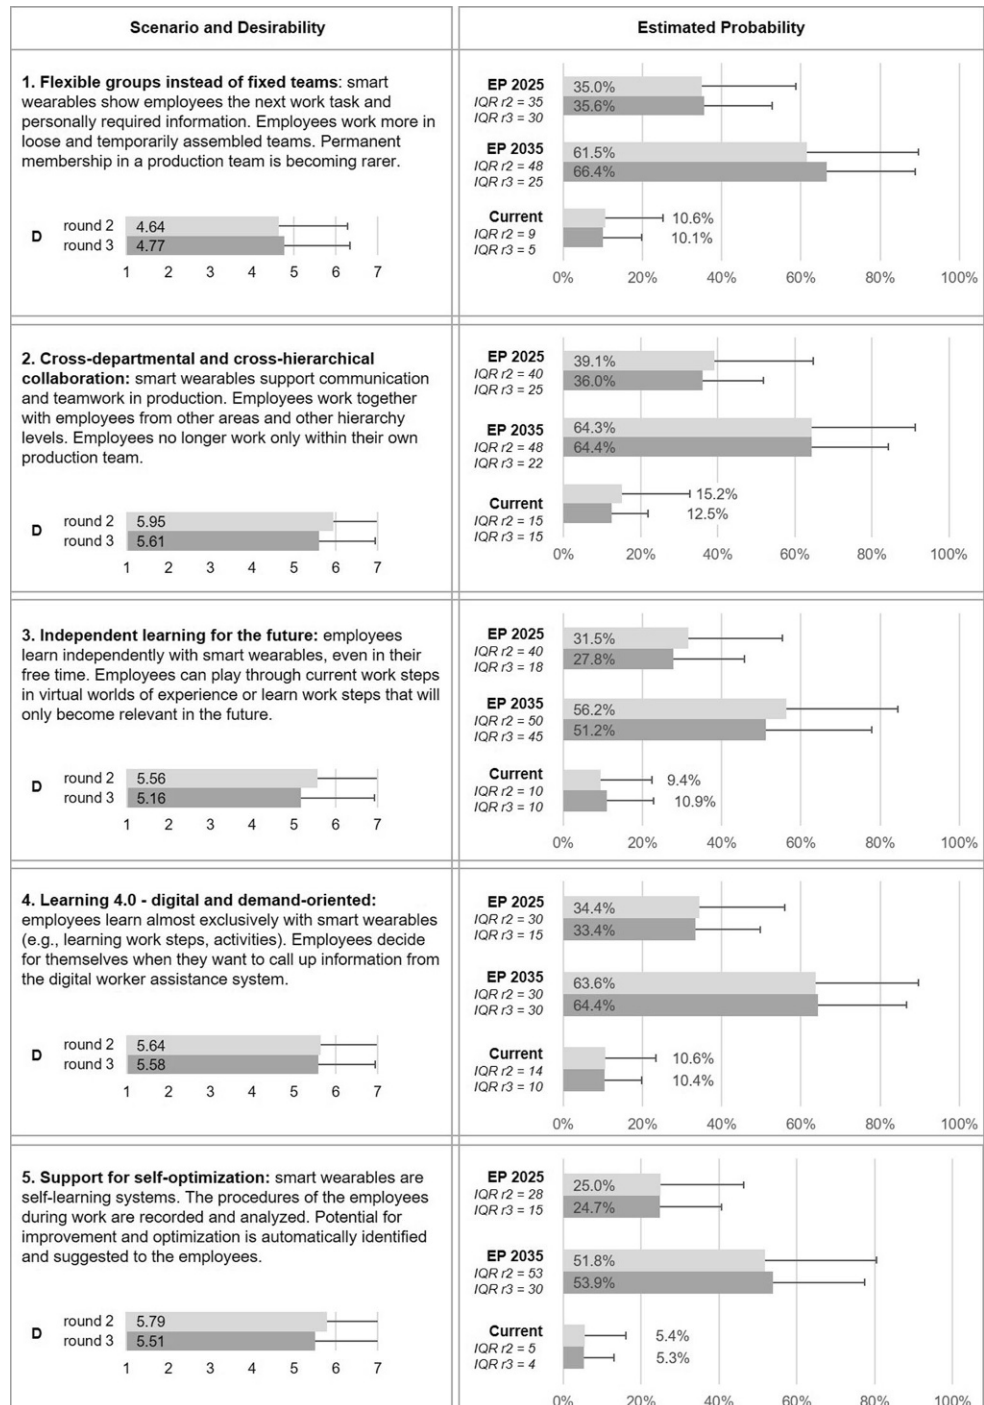 Scenario and Desirability
Estimated Probability
1. Flexible groups instead of fixed teams: smart
wearables show employees the next work task and
personally required information. Employees work more in
loose and temporarily assembled teams. Permanent
membership in a production team is becoming rarer.
D
round 2 4.64
round 3 4.77
1 2 3 4 5 6 7
EP 2025
IQR r2 = 35
IQR r3 = 30
35.0%
35.6%
EP 2035
IQR r2 = 48
IQR r3 = 25
61.5%
66.4%
Current
IQR r2 = 9
IQR r3 = 5
10.6%
10.1%
0% 20% 40% 60% 80% 100%
2. Cross-departmental and cross-hierarchical
collaboration: smart wearables support communication
and teamwork in production. Employees work together
with employees from other areas and other hierarchy
levels. Employees no longer work only within their own
production team.
D
round 2 5.95
round 3 5.61
1 2 3 4 5 6 7
EP 2025
IQR r2 = 40
IQR r3 = 25
39.1%
36.0%
EP 2035
IQR r2 = 48
IQR r3 = 22
64.3%
64.4%
Current
IQR r2 = 15
IQR r3 = 15
15.2%
12.5%
0% 20% 40% 60% 80% 100%
3. Independent learning for the future: employees
learn independently with smart wearables, even in their
free time. Employees can play through current work steps
in virtual worlds of experience or learn work steps that will
only become relevant in the future.
D
round 2 5.56
round 3 5.16
1 2 3 4 5 6 7
EP 2025
IQR r2 = 40
IQR r3 = 18
31.5%
27.8%
EP 2035
IQR r2 = 50
IQR r3 = 45
56.2%
51.2%
Current
IQR r2 = 10
IQR r3 = 10
9.4%
10.9%
0% 20% 40% 60% 80% 100%
4. Learning 4.0 - digital and demand-oriented:
employees learn almost exclusively with smart wearables
(e.g., learning work steps, activities). Employees decide
for themselves when they want to call up information from
the digital worker assistance system.
D
round 2 5.64
round 3 5.58
1 2 3 4 5 6 7
EP 2025
IQR r2 = 30
IQR r3 = 15
34.4%
33.4%
EP 2035
IQR r2 = 30
IQR r3 = 30
63.6%
64.4%
Current
IQR r2 = 14
IQR r3 = 10
10.6%
10.4%
0% 20% 40% 60% 80% 100%
5. Support for self-optimization: smart wearables are
self-learning systems. The procedures of the employees
during work are recorded and analyzed. Potential for
improvement and optimization is automatically identified
and suggested to the employees.
D
round 2 5.79
round 3 5.51
1 2 3 4 5 6 7
EP 2025
IQR r2 = 28
IQR r3 = 15
25.0%
24.7%
EP 2035
IQR r2 = 53
IQR r3 = 30
51.8%
53.9%
Current
IQR r2 = 5
IQR r3 = 4
5.4%
5.3%
0% 20% 40% 60% 80% 100%